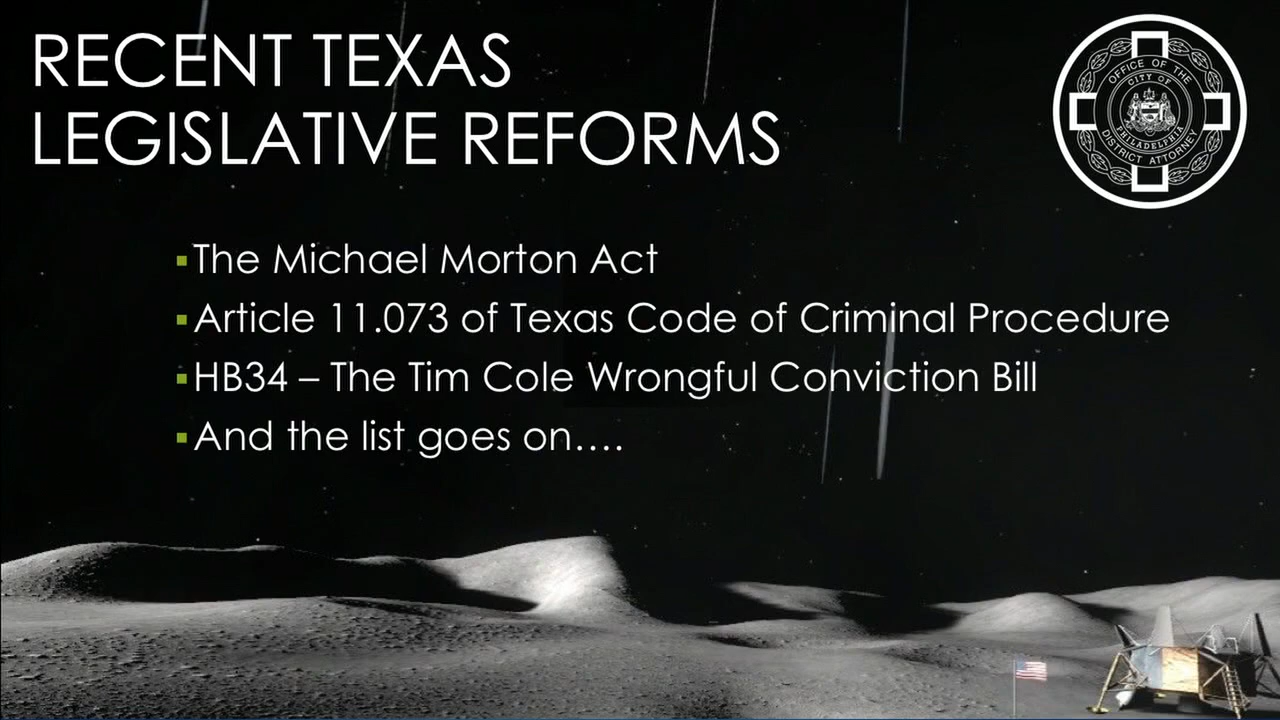 RECENT TEXAS
LEGISLATIVE REFORMS
OFFICE OF THE
CITY OF
PHILADELPHIA
DISTRICT ATTORNEY
The Michael Morton Act
Article 11.073 of Texas Code of Criminal Procedure
HB34 – The Tim Cole Wrongful Conviction Bill
And the list goes on….